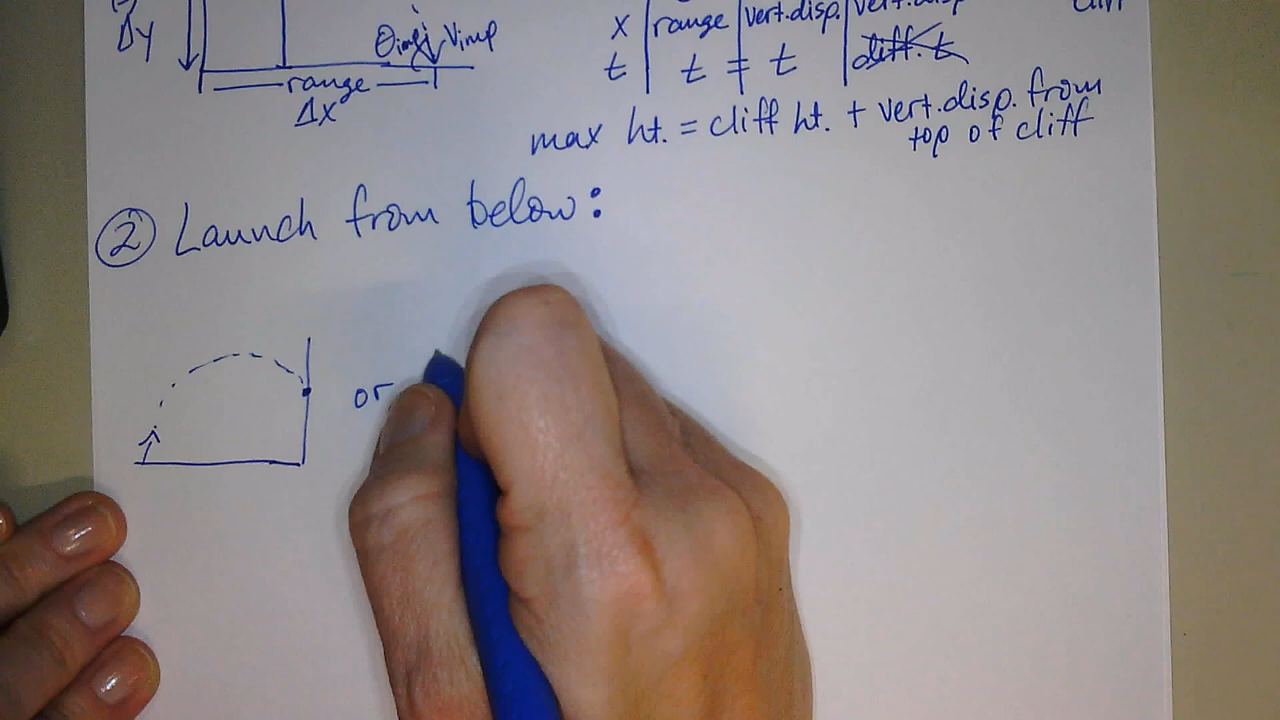 Δy θimp Vimp
range
Δx
x range vert.disp. vert.disp
t t ≠ t diff. t
max ht. = cliff ht. + vert.disp. from
top of cliff
② Launch from below:
or